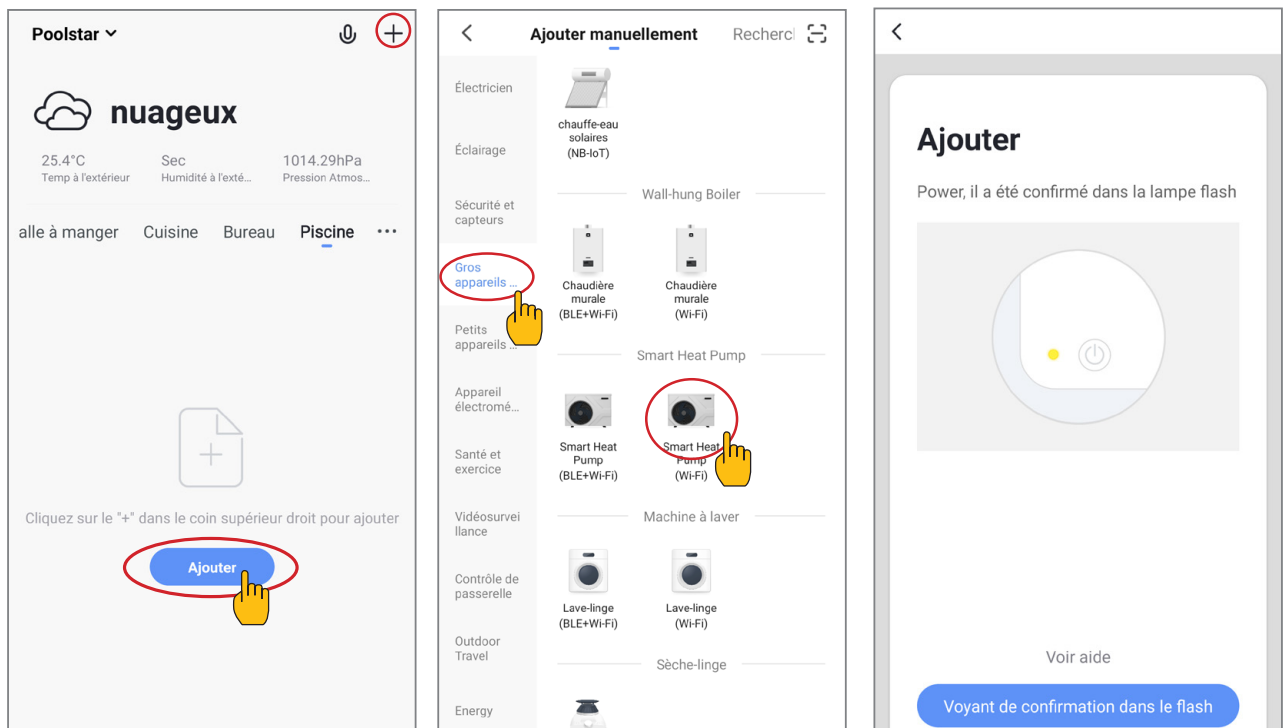 Poolstar
nuageux
25.4°C
Sec
1014.29hPa
Temp à l'extérieur
Humidité à l'exté...
Pression Atmos...
alle à manger
Cuisine
Bureau
Piscine
Cliquez sur le "+" dans le coin supérieur droit pour ajouter
Ajouter
Ajouter manuellement
Recherc
Électricien
Éclairage
Sécurité et
capteurs
Gros
appareils ...
Petits
appareils ...
Appareil
électromé...
Santé et
exercice
Vidéosurvei
llance
Contrôle de
passerelle
Outdoor
Travel
Energy
chauffe-eau
solaires
(NB-IoT)
Wall-hung Boiler
Chaudière
murale
(BLE+Wi-Fi)
Chaudière
murale
(Wi-Fi)
Smart Heat Pump
Smart Heat
Pump
(BLE+Wi-Fi)
Smart Heat
Pump
(Wi-Fi)
Machine à laver
Lave-linge
(BLE+Wi-Fi)
Lave-linge
(Wi-Fi)
Sèche-linge
Ajouter
Power, il a été confirmé dans la lampe flash
Voir aide
Voyant de confirmation dans le flash